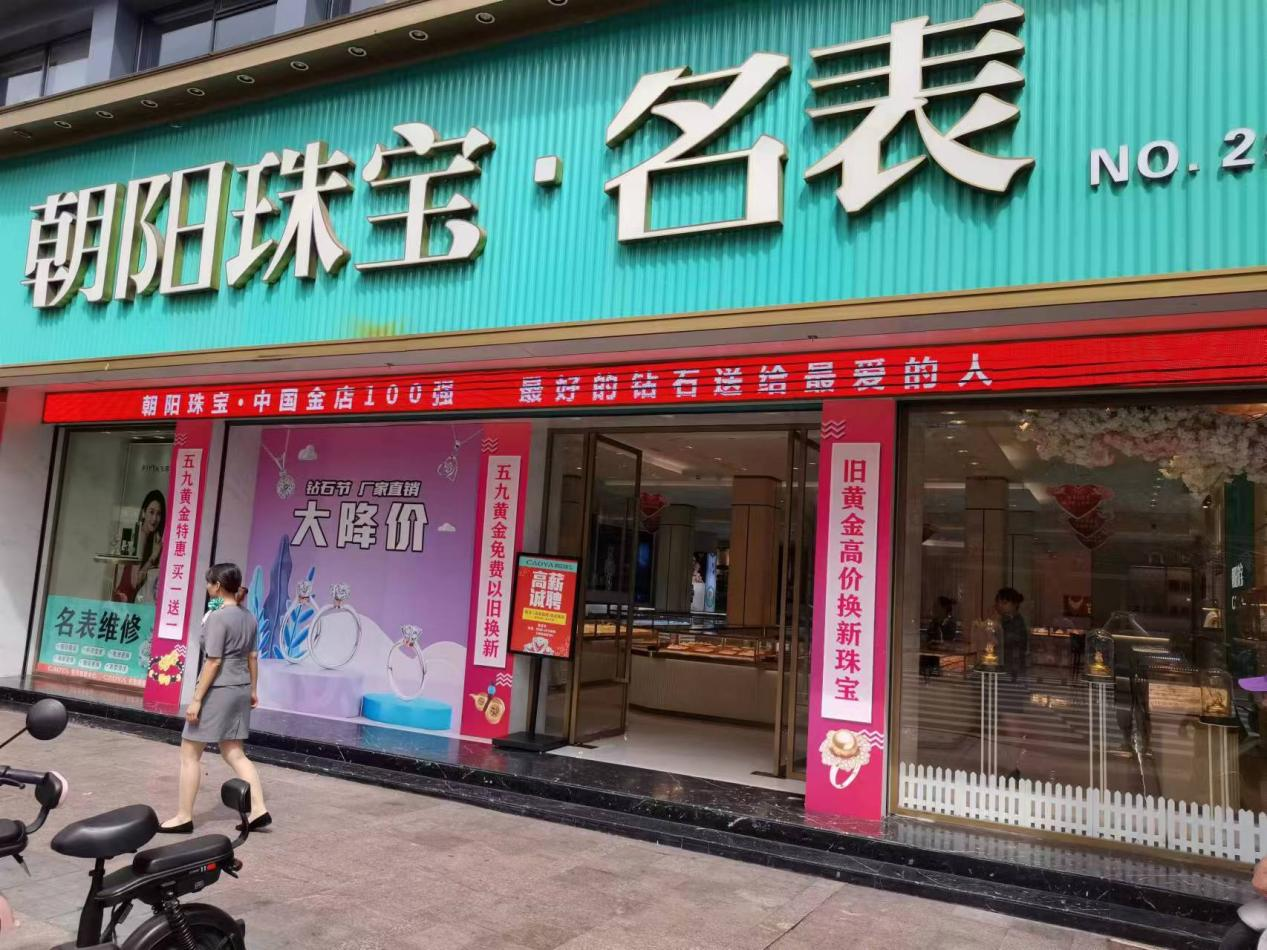 朝阳珠宝·名表
NO. 2
朝阳珠宝·中国金店100强 最好的钻石送给最爱的人
五九黄金特惠买一送一
名表维修
钻石节 厂家直销
大降价
五九黄金免费以旧换新
CAOYA
高薪
诚聘
旧黄金高价换新珠宝